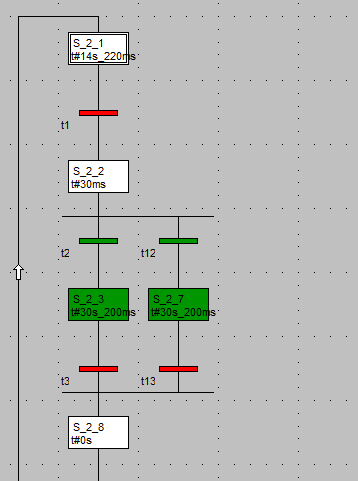 S_2_1
t#14s_220ms
t1
S_2_2
t#30ms
t2
t12
S_2_3
t#30s_200ms
S_2_7
t#30s_200ms
t3
t13
S_2_8
t#0s